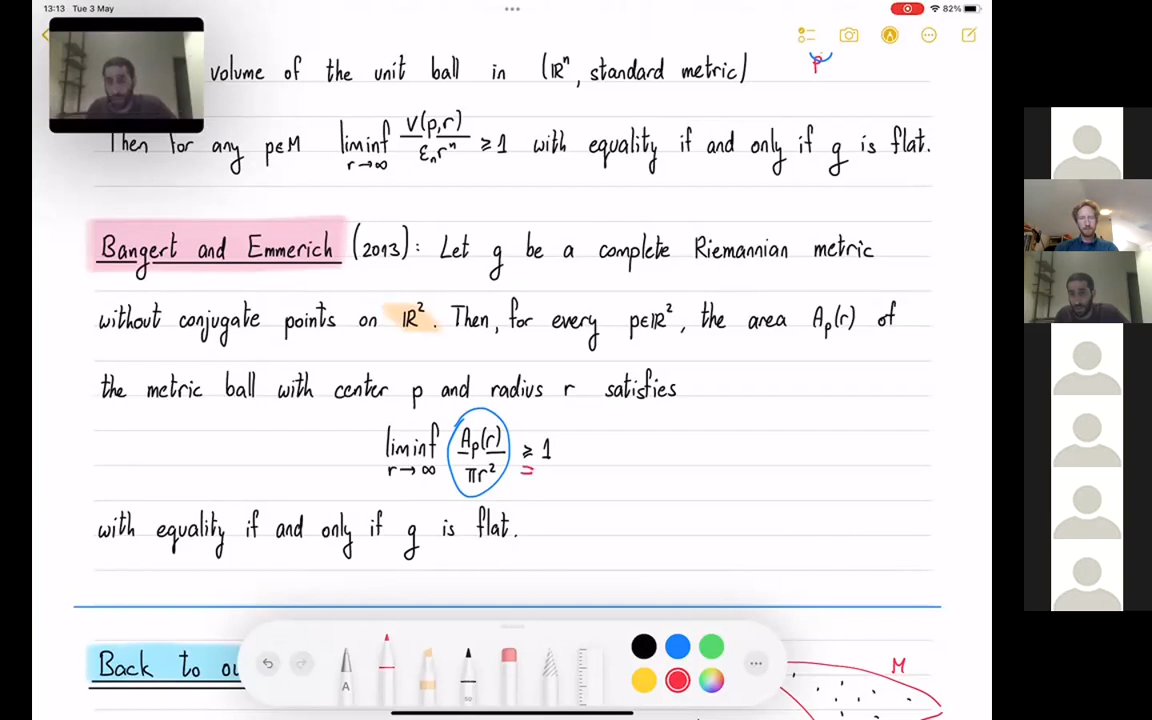 13:13 Tue 3 May
82%
volume of the unit ball in (ℝⁿ, standard metric)
p
Then for any p∈M liminf r→∞ V(p,r)/εₙrⁿ ≥ 1 with equality if and only if g is flat.
Bangert and Emmerich (2013): Let g be a complete Riemannian metric
without conjugate points on ℝ². Then, for every p∈ℝ², the area Aₚ(r) of
the metric ball with center p and radius r satisfies
liminf r→∞ Aₚ(r)/πr² ≥ 1
=
with equality if and only if g is flat.
Back to ou
M
A
50